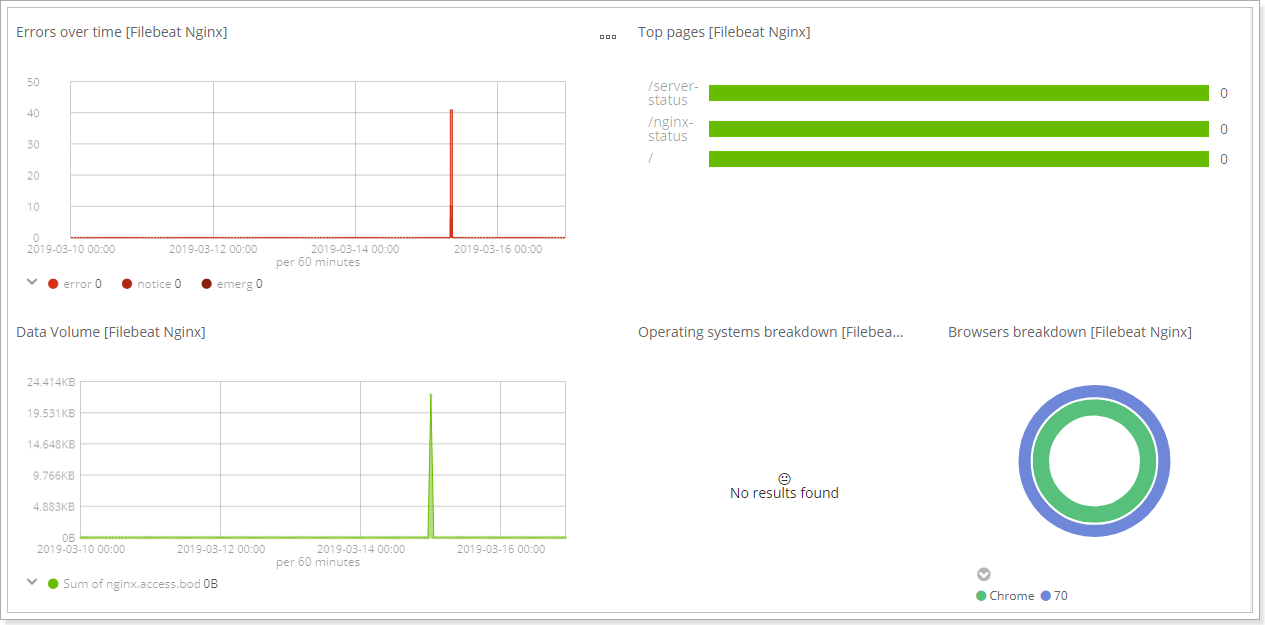 Errors over time [Filebeat Nginx]
50
40
30
20
10
0
2019-03-10 00:00 2019-03-12 00:00 2019-03-14 00:00 2019-03-16 00:00
per 60 minutes
error 0 notice 0 emerg 0
Top pages [Filebeat Nginx]
/server-
status
0
/nginx-
status
0
/
0
Data Volume [Filebeat Nginx]
24.414KB
19.531KB
14.648KB
9.766KB
4.883KB
0B
2019-03-10 00:00 2019-03-12 00:00 2019-03-14 00:00 2019-03-16 00:00
per 60 minutes
Sum of nginx.access.bod 0B
Operating systems breakdown [Filebea...
No results found
Browsers breakdown [Filebeat Nginx]
Chrome 70